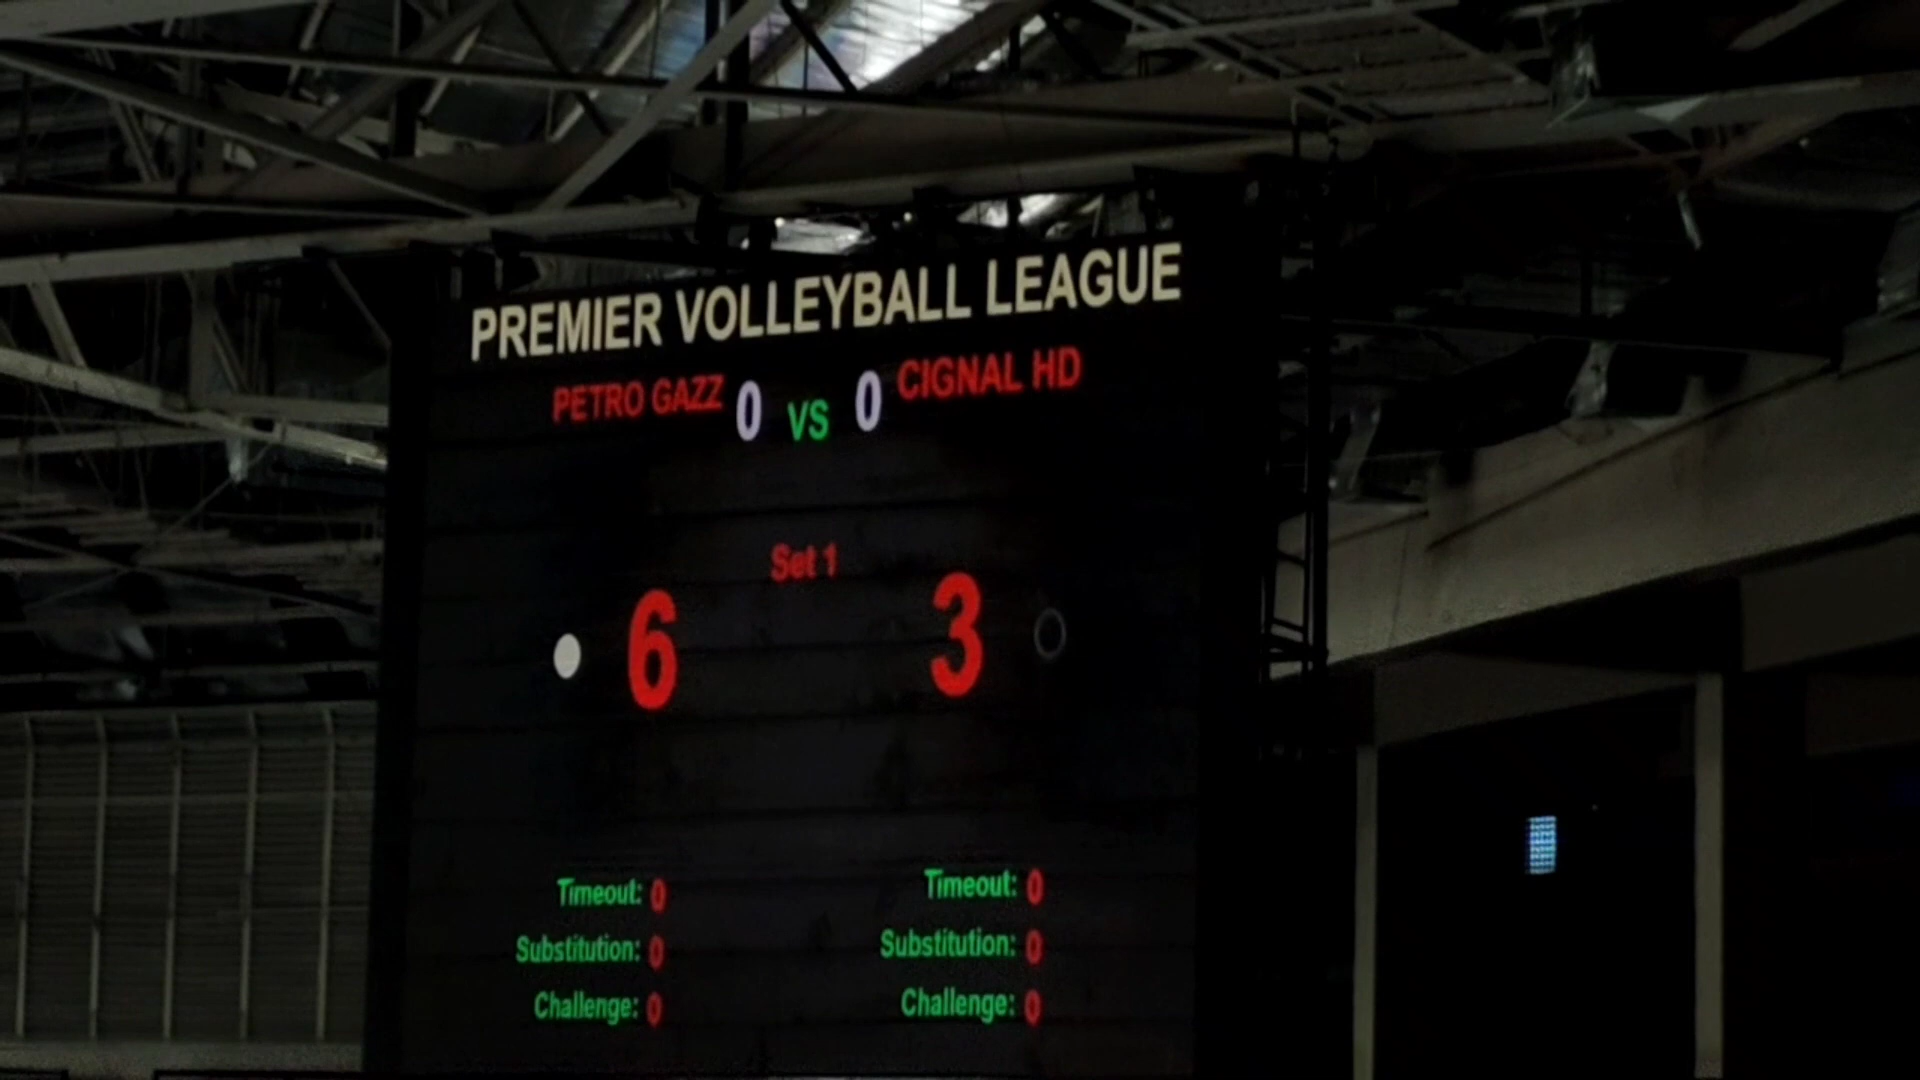 PREMIER VOLLEYBALL LEAGUE
PETRO GAZZ 0 VS 0 CIGNAL HD
Set 1
6 3
Timeout: 0 Timeout: 0
Substitution: 0 Substitution: 0
Challenge: 0 Challenge: 0